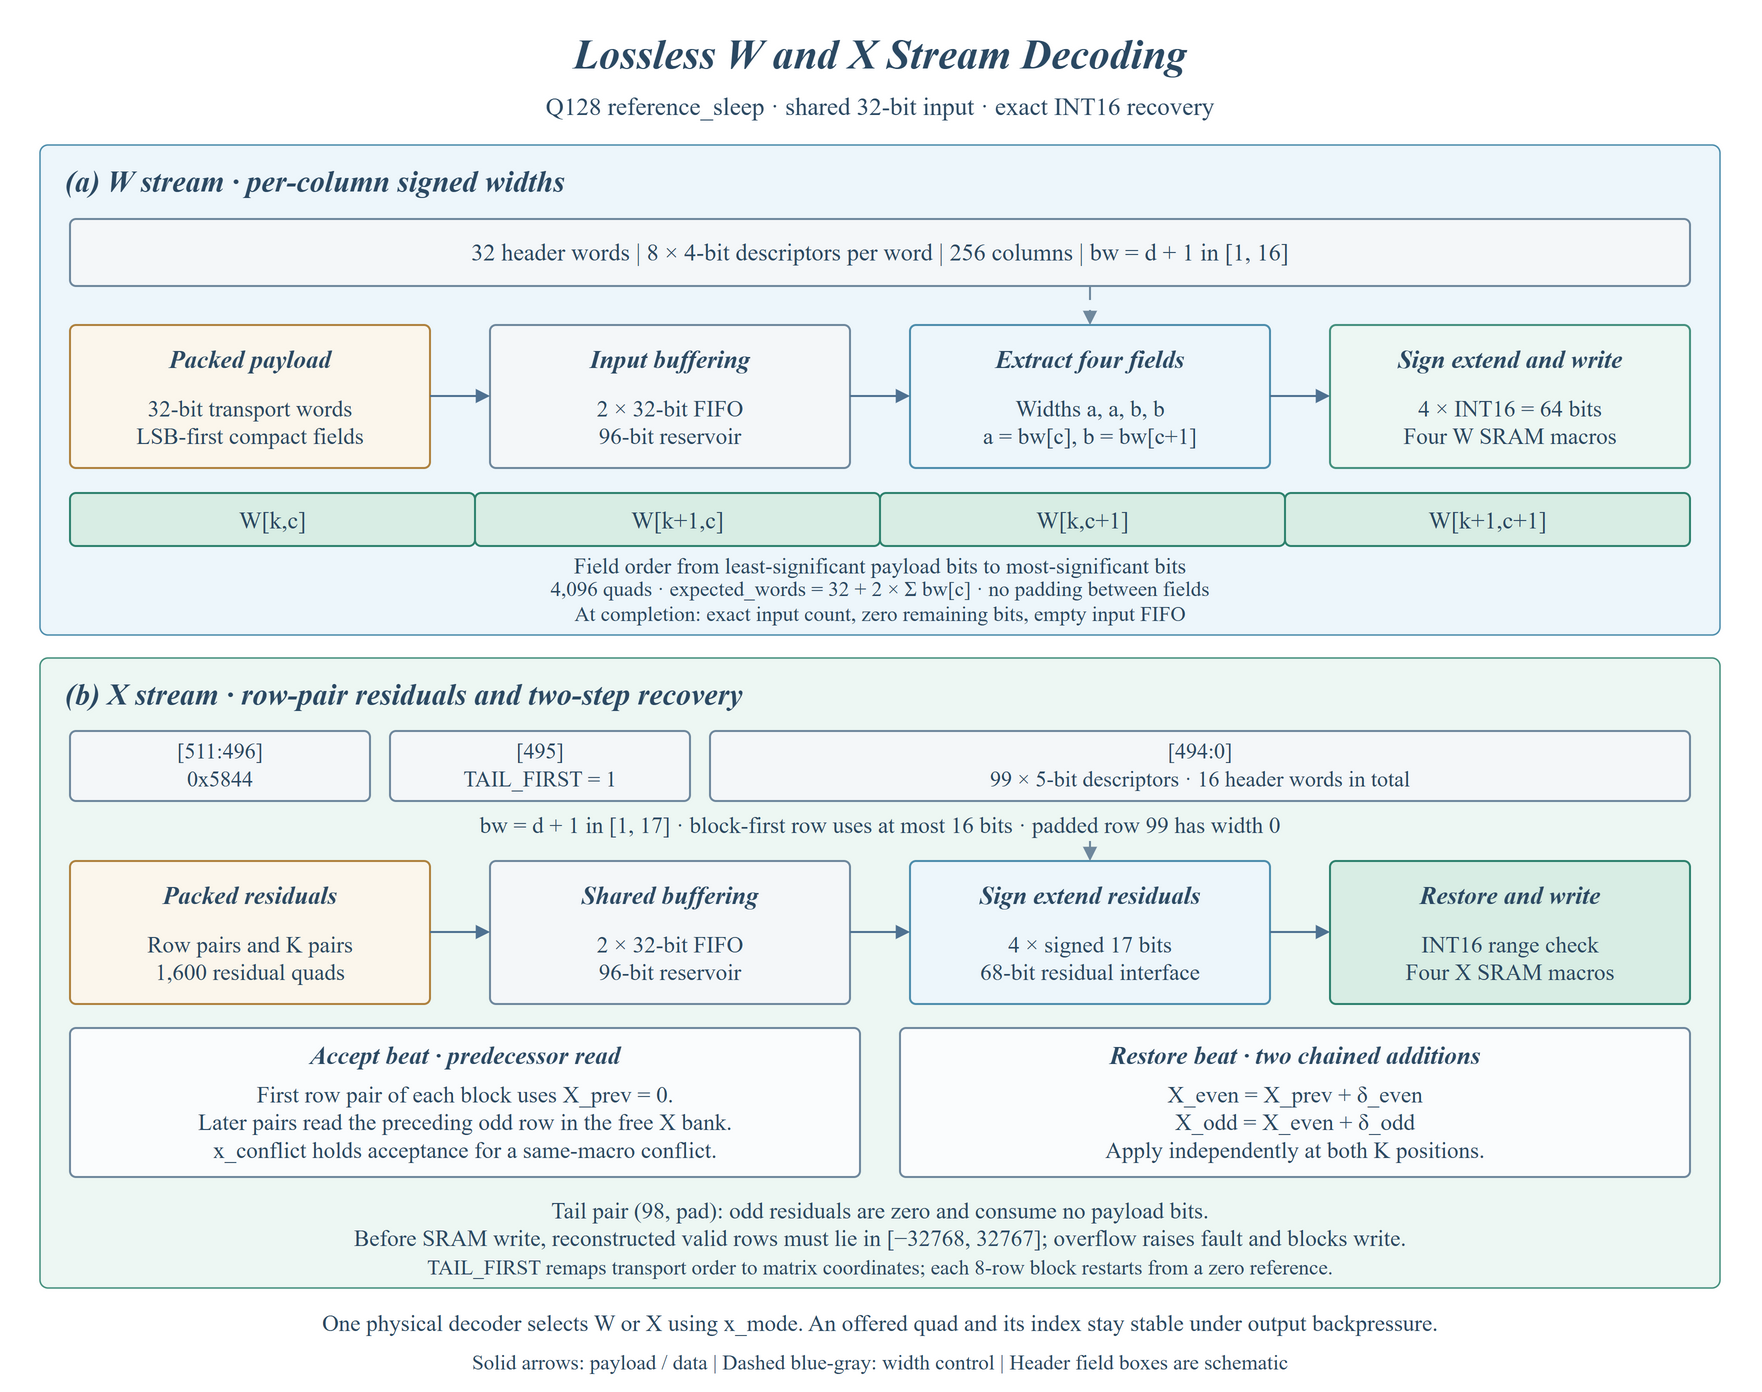 Lossless W and X Stream Decoding
Q128 reference_sleep · shared 32-bit input · exact INT16 recovery
(a) W stream · per-column signed widths
32 header words | 8 × 4-bit descriptors per word | 256 columns | bw = d + 1 in [1, 16]
Packed payload
32-bit transport words
LSB-first compact fields
Input buffering
2 × 32-bit FIFO
96-bit reservoir
Extract four fields
Widths a, a, b, b
a = bw[c], b = bw[c+1]
Sign extend and write
4 × INT16 = 64 bits
Four W SRAM macros
W[k,c]
W[k+1,c]
W[k,c+1]
W[k+1,c+1]
Field order from least-significant payload bits to most-significant bits
4,096 quads · expected_words = 32 + 2 × Σ bw[c] · no padding between fields
At completion: exact input count, zero remaining bits, empty input FIFO
(b) X stream · row-pair residuals and two-step recovery
[511:496]
0x5844
[495]
TAIL_FIRST = 1
[494:0]
99 × 5-bit descriptors · 16 header words in total
bw = d + 1 in [1, 17] · block-first row uses at most 16 bits · padded row 99 has width 0
Packed residuals
Row pairs and K pairs
1,600 residual quads
Shared buffering
2 × 32-bit FIFO
96-bit reservoir
Sign extend residuals
4 × signed 17 bits
68-bit residual interface
Restore and write
INT16 range check
Four X SRAM macros
Accept beat · predecessor read
First row pair of each block uses X_prev = 0.
Later pairs read the preceding odd row in the free X bank.
x_conflict holds acceptance for a same-macro conflict.
Restore beat · two chained additions
X_even = X_prev + δ_even
X_odd = X_even + δ_odd
Apply independently at both K positions.
Tail pair (98, pad): odd residuals are zero and consume no payload bits.
Before SRAM write, reconstructed valid rows must lie in [−32768, 32767]; overflow raises fault and blocks write.
TAIL_FIRST remaps transport order to matrix coordinates; each 8-row block restarts from a zero reference.
One physical decoder selects W or X using x_mode. An offered quad and its index stay stable under output backpressure.
Solid arrows: payload / data | Dashed blue-gray: width control | Header field boxes are schematic